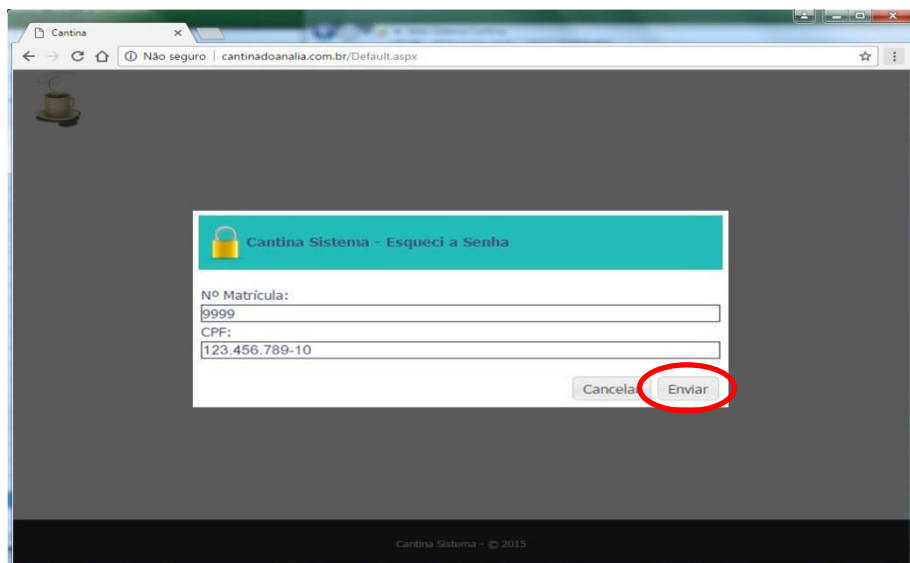 Cantina
Não seguro | cantinadoanalia.com.br/Default.aspx
Cantina Sistema - Esqueci a Senha
Nº Matrícula:
9999
CPF:
123.456.789-10
Cancelar Enviar
Cantina Sistema - © 2015